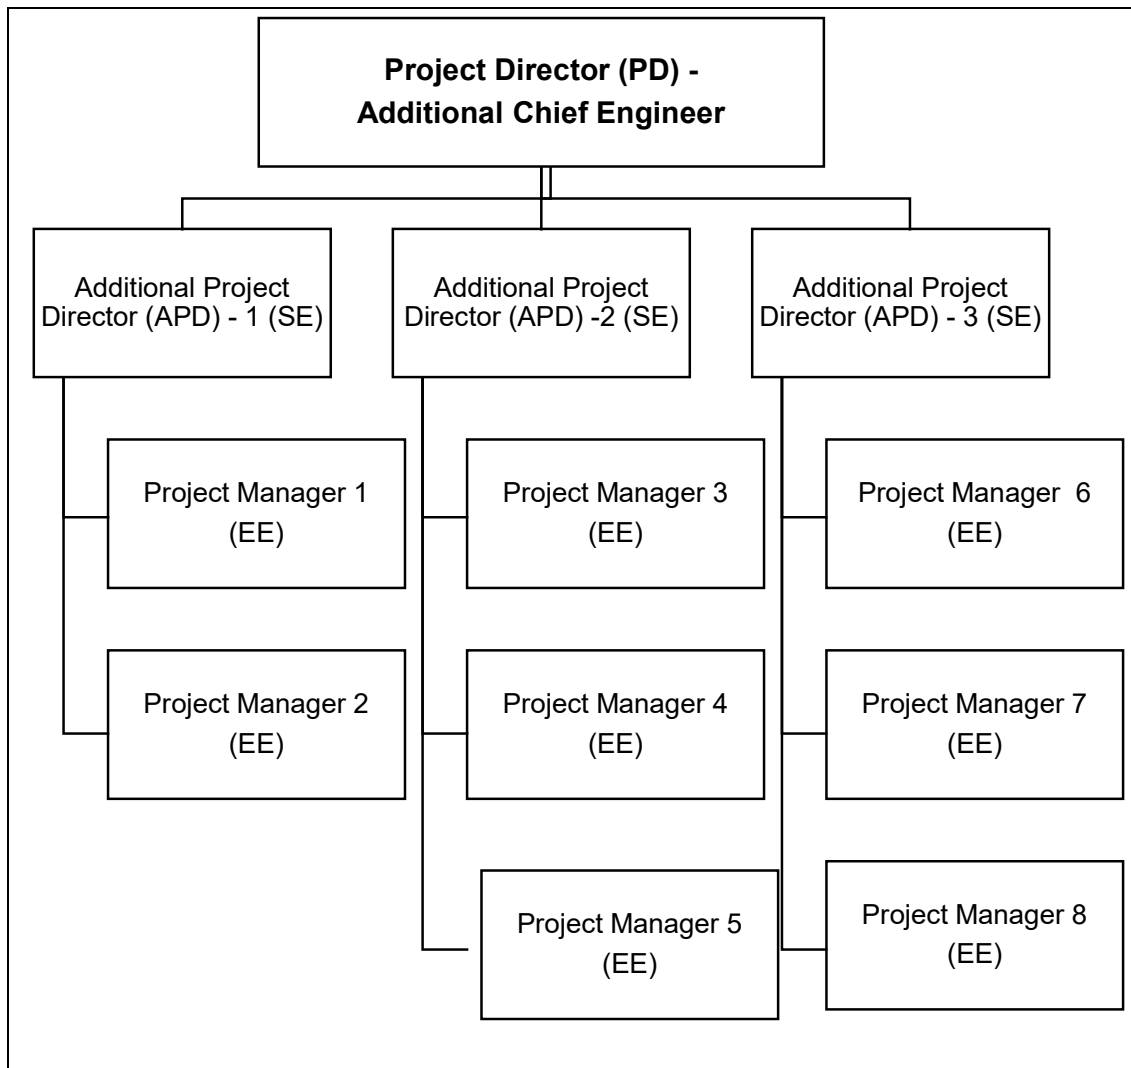 Project Director (PD) -
Additional Chief Engineer
Additional Project
Director (APD) - 1 (SE)
Additional Project
Director (APD) -2 (SE)
Additional Project
Director (APD) - 3 (SE)
Project Manager 1
(EE)
Project Manager 3
(EE)
Project Manager  6
(EE)
Project Manager 2
(EE)
Project Manager 4
(EE)
Project Manager 7
(EE)
Project Manager 5
(EE)
Project Manager 8
(EE)